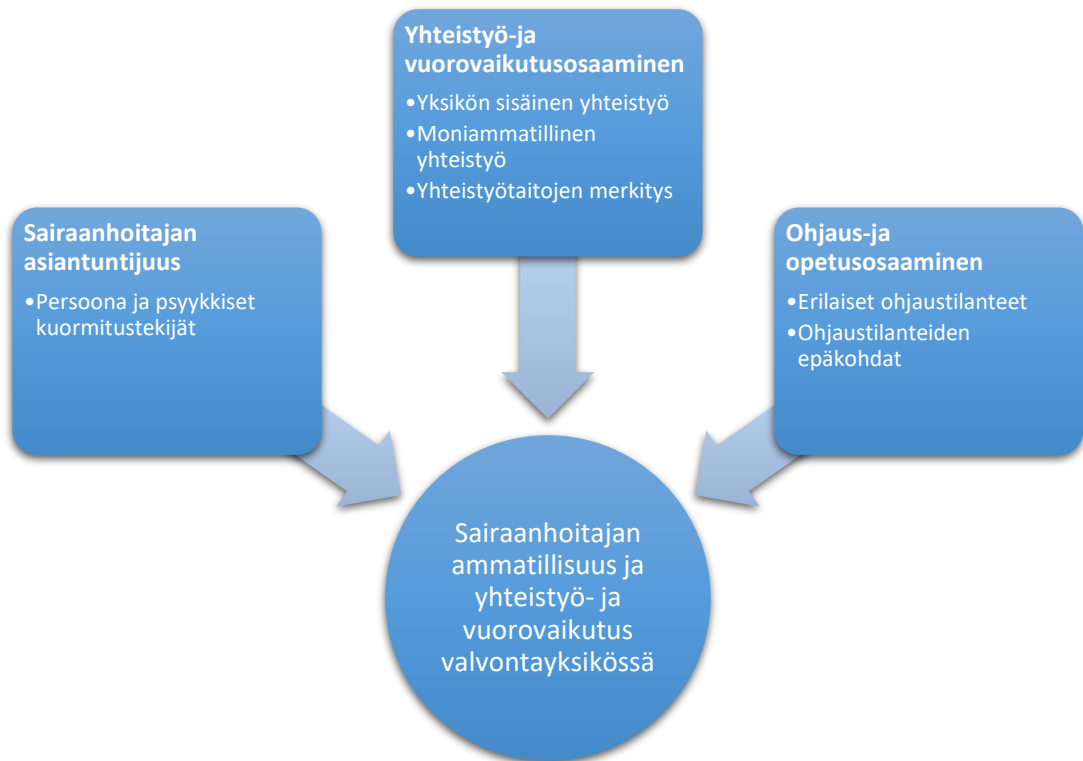 Yhteistyö-ja
vuorovaikutusosaaminen
•Yksikön sisäinen yhteistyö
•Moniammatillinen
yhteistyö
•Yhteistyötaitojen merkitys
Sairaanhoitajan
asiantuntijuus
•Persoona ja psyykkiset
kuormitustekijät
Ohjaus-ja
opetusosaaminen
•Erilaiset ohjaustilanteet
•Ohjaustilanteiden
epäkohdat
Sairaanhoitajan
ammatillisuus ja
yhteistyö- ja
vuorovaikutus
valvontayksikössä